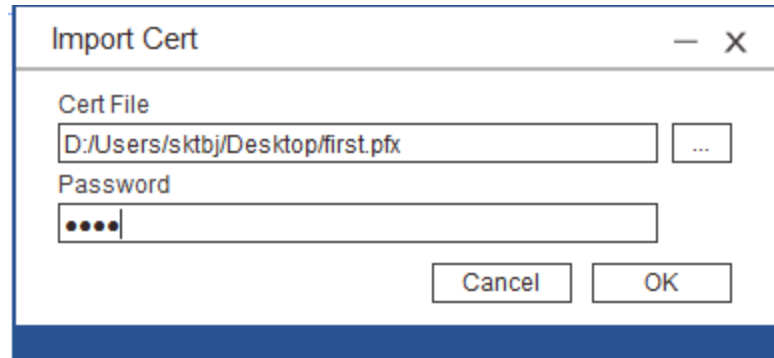 Import Cert
Cert File
D:/Users/sktbj/Desktop/first.pfx
...
Password
●●●●
Cancel
OK